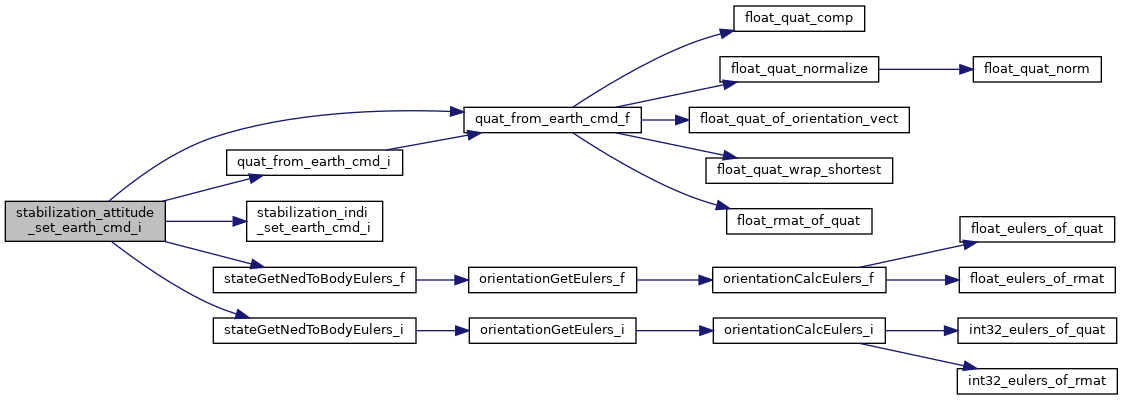 float_quat_comp
float_quat_normalize
float_quat_norm
quat_from_earth_cmd_f
float_quat_of_orientation_vect
quat_from_earth_cmd_i
float_quat_wrap_shortest
stabilization_attitude
_set_earth_cmd_i
stabilization_indi
_set_earth_cmd_i
float_rmat_of_quat
float_eulers_of_quat
stateGetNedToBodyEulers_f
orientationGetEulers_f
orientationCalcEulers_f
float_eulers_of_rmat
stateGetNedToBodyEulers_i
orientationGetEulers_i
orientationCalcEulers_i
int32_eulers_of_quat
int32_eulers_of_rmat